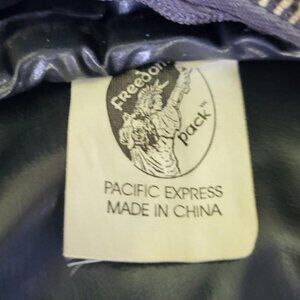 Freedom
pack™
PACIFIC EXPRESS
MADE IN CHINA